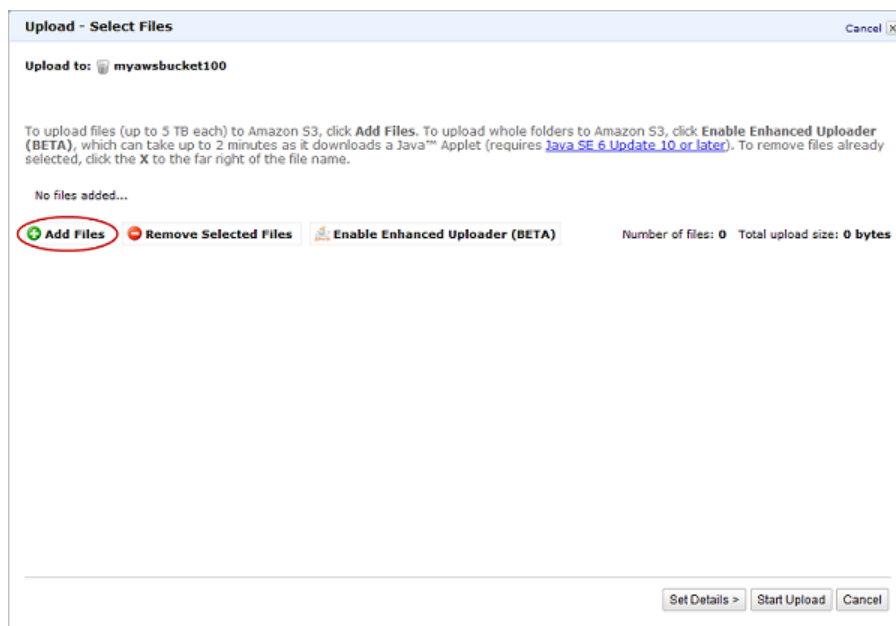 Upload - Select Files
Cancel
Upload to: myawsbucket100
To upload files (up to 5 TB each) to Amazon S3, click Add Files. To upload whole folders to Amazon S3, click Enable Enhanced Uploader
(BETA), which can take up to 2 minutes as it downloads a Java™ Applet (requires Java SE 6 Update 10 or later). To remove files already
selected, click the X to the far right of the file name.
No files added...
Add Files Remove Selected Files Enable Enhanced Uploader (BETA) Number of files: 0 Total upload size: 0 bytes
Set Details > Start Upload Cancel